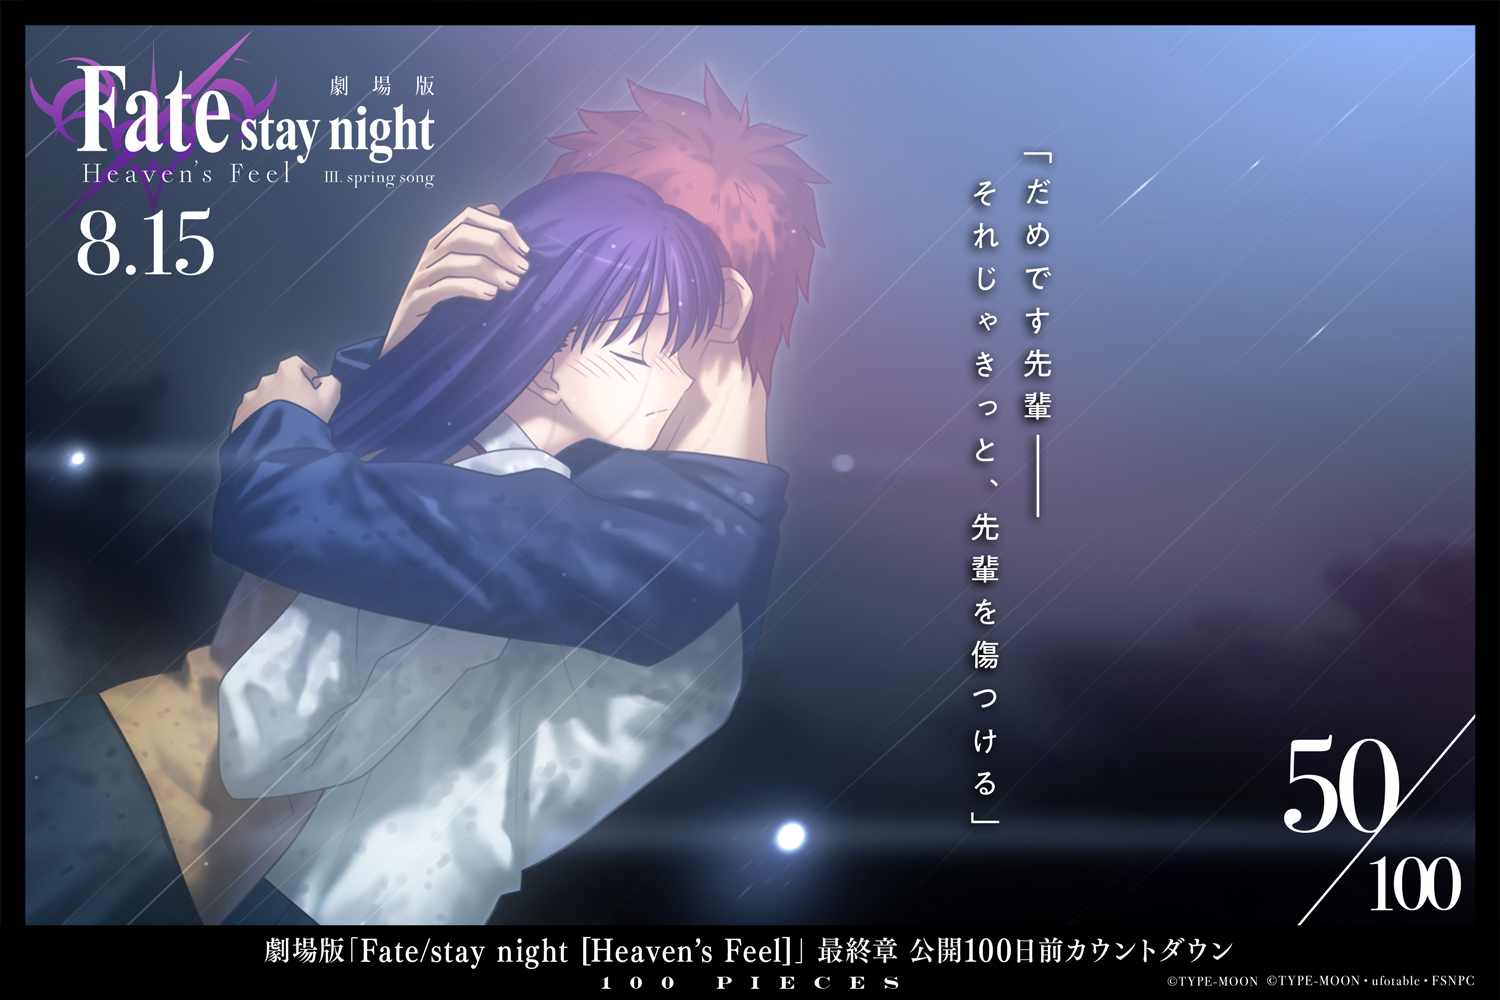 劇場版
Fate stay night
Heaven's Feel III. spring song
8.15
「だめです先輩――
それじゃきっと、先輩を傷つける」
50/100
劇場版「Fate/stay night [Heaven's Feel]」 最終章 公開100日前カウントダウン
100 PIECES
©TYPE-MOON ©TYPE-MOON・ufotable・FSNPC